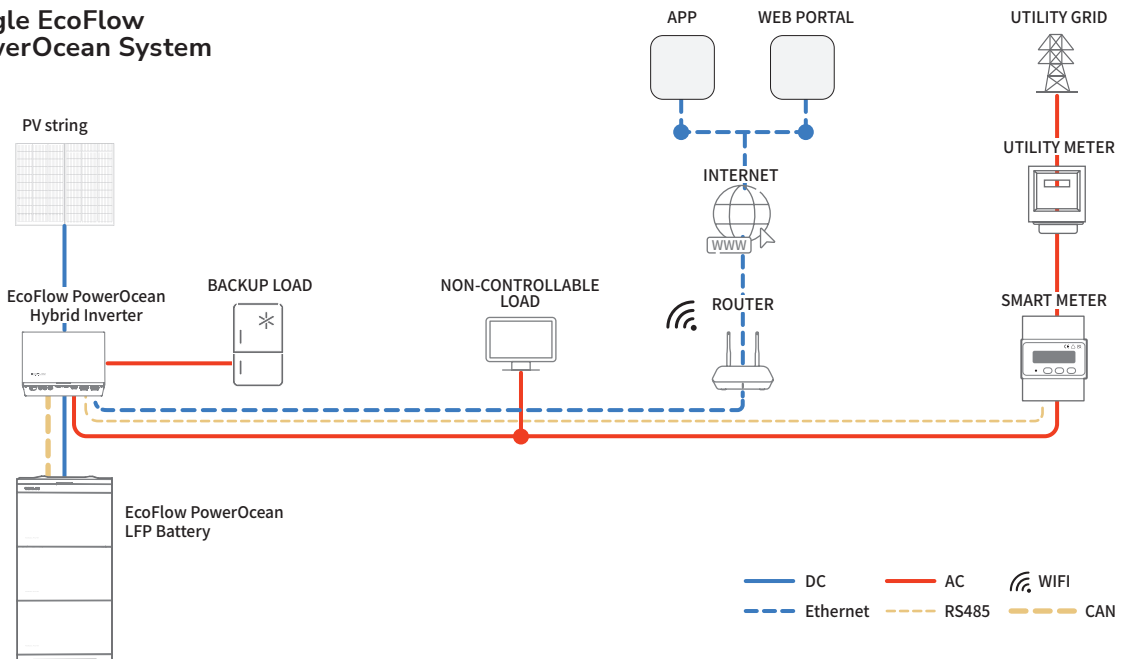 gle EcoFlow
verOcean System
APP
WEB PORTAL
UTILITY GRID
PV string
UTILITY METER
INTERNET
WWW
EcoFlow PowerOcean
Hybrid Inverter
BACKUP LOAD
NON-CONTROLLABLE
LOAD
ROUTER
SMART METER
EcoFlow PowerOcean
LFP Battery
DC
AC
WIFI
Ethernet
RS485
CAN